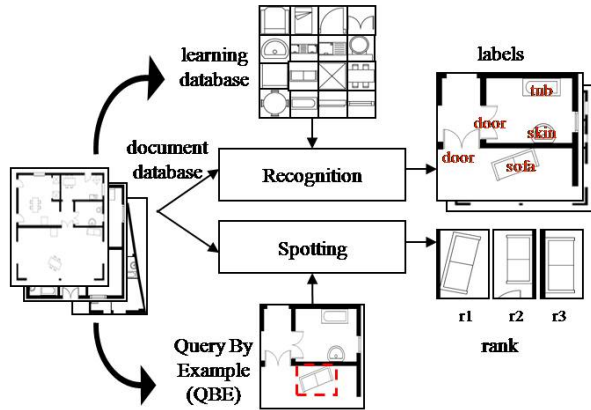 learning
database
labels
tub
door
skin
door
sofa
document
database
Recognition
Spotting
r1 r2 r3
rank
Query By
Example
(QBE)